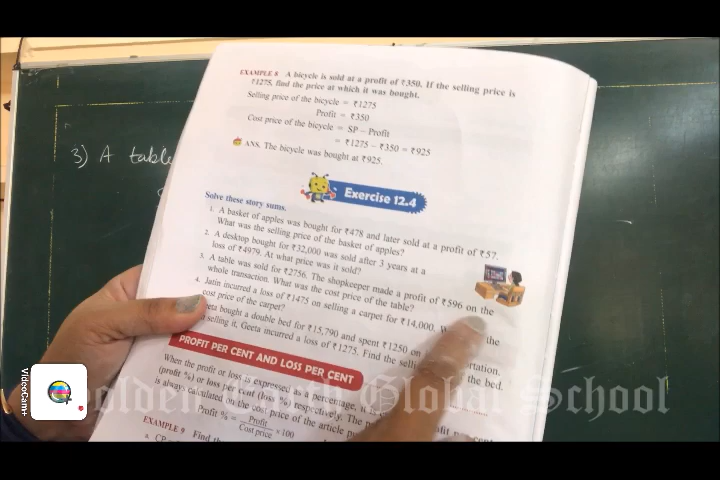 3) A table
EXAMPLE 8 A bicycle is sold at a profit of ₹350. If the selling price is
₹1275, find the price at which it was bought.
Selling price of the bicycle = ₹1275
Profit = ₹350
Cost price of the bicycle = SP – Profit
= ₹1275 – ₹350 = ₹925
ANS. The bicycle was bought at ₹925.
Exercise 12.4
Solve these story sums.
1. A basket of apples was bought for ₹478 and later sold at a profit of ₹57.
What was the selling price of the basket of apples?
2. A desktop bought for ₹32,000 was sold after 3 years at a
loss of ₹4979. At what price was it sold?
3. A table was sold for ₹2756. The shopkeeper made a profit of ₹596 on the
whole transaction. What was the cost price of the table?
4. Jatin incurred a loss of ₹1475 on selling a carpet for ₹14,000. the
cost price of the carpet?
bought a double bed for ₹15,790 and spent ₹1250 on
selling it, Geeta incurred a loss of ₹1275. Find the the bed.
PROFIT PER CENT AND LOSS PER CENT
When the profit or loss is expressed as a percentage, it is
(profit %) or loss per cent (loss %) respectively. The
is always calculated on the cost price of the article
Profit % = Profit / Cost price × 100
EXAMPLE 9 Find
VideoCam
Golden Global School